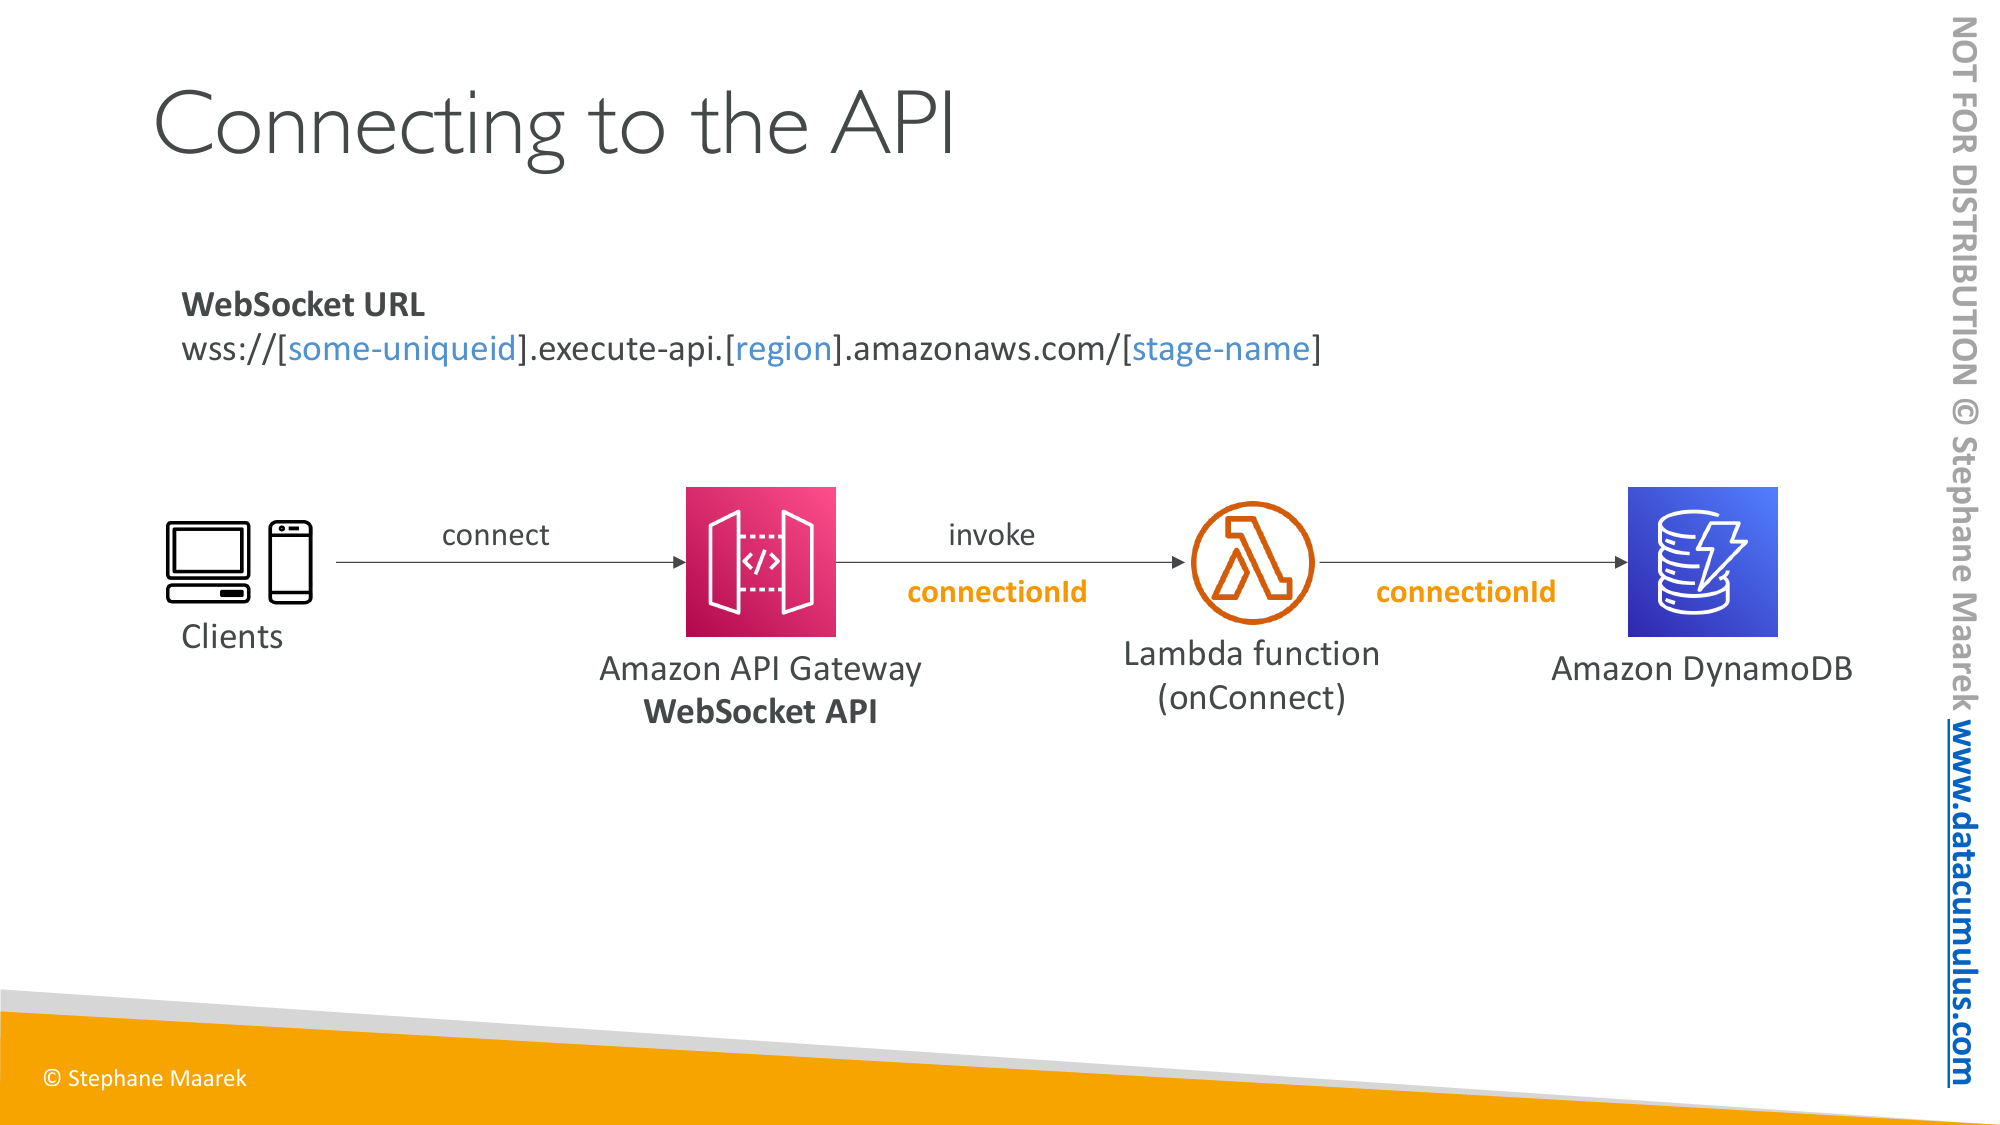 Connecting to the API
WebSocket URL
wss://[some-uniqueid].execute-api.[region].amazonaws.com/[stage-name]
connect
invoke
connectionId
connectionId
Clients
Amazon API Gateway
WebSocket API
Lambda function
(onConnect)
Amazon DynamoDB
© Stephane Maarek
NOT FOR DISTRIBUTION © Stephane Maarek www.datacumulus.com